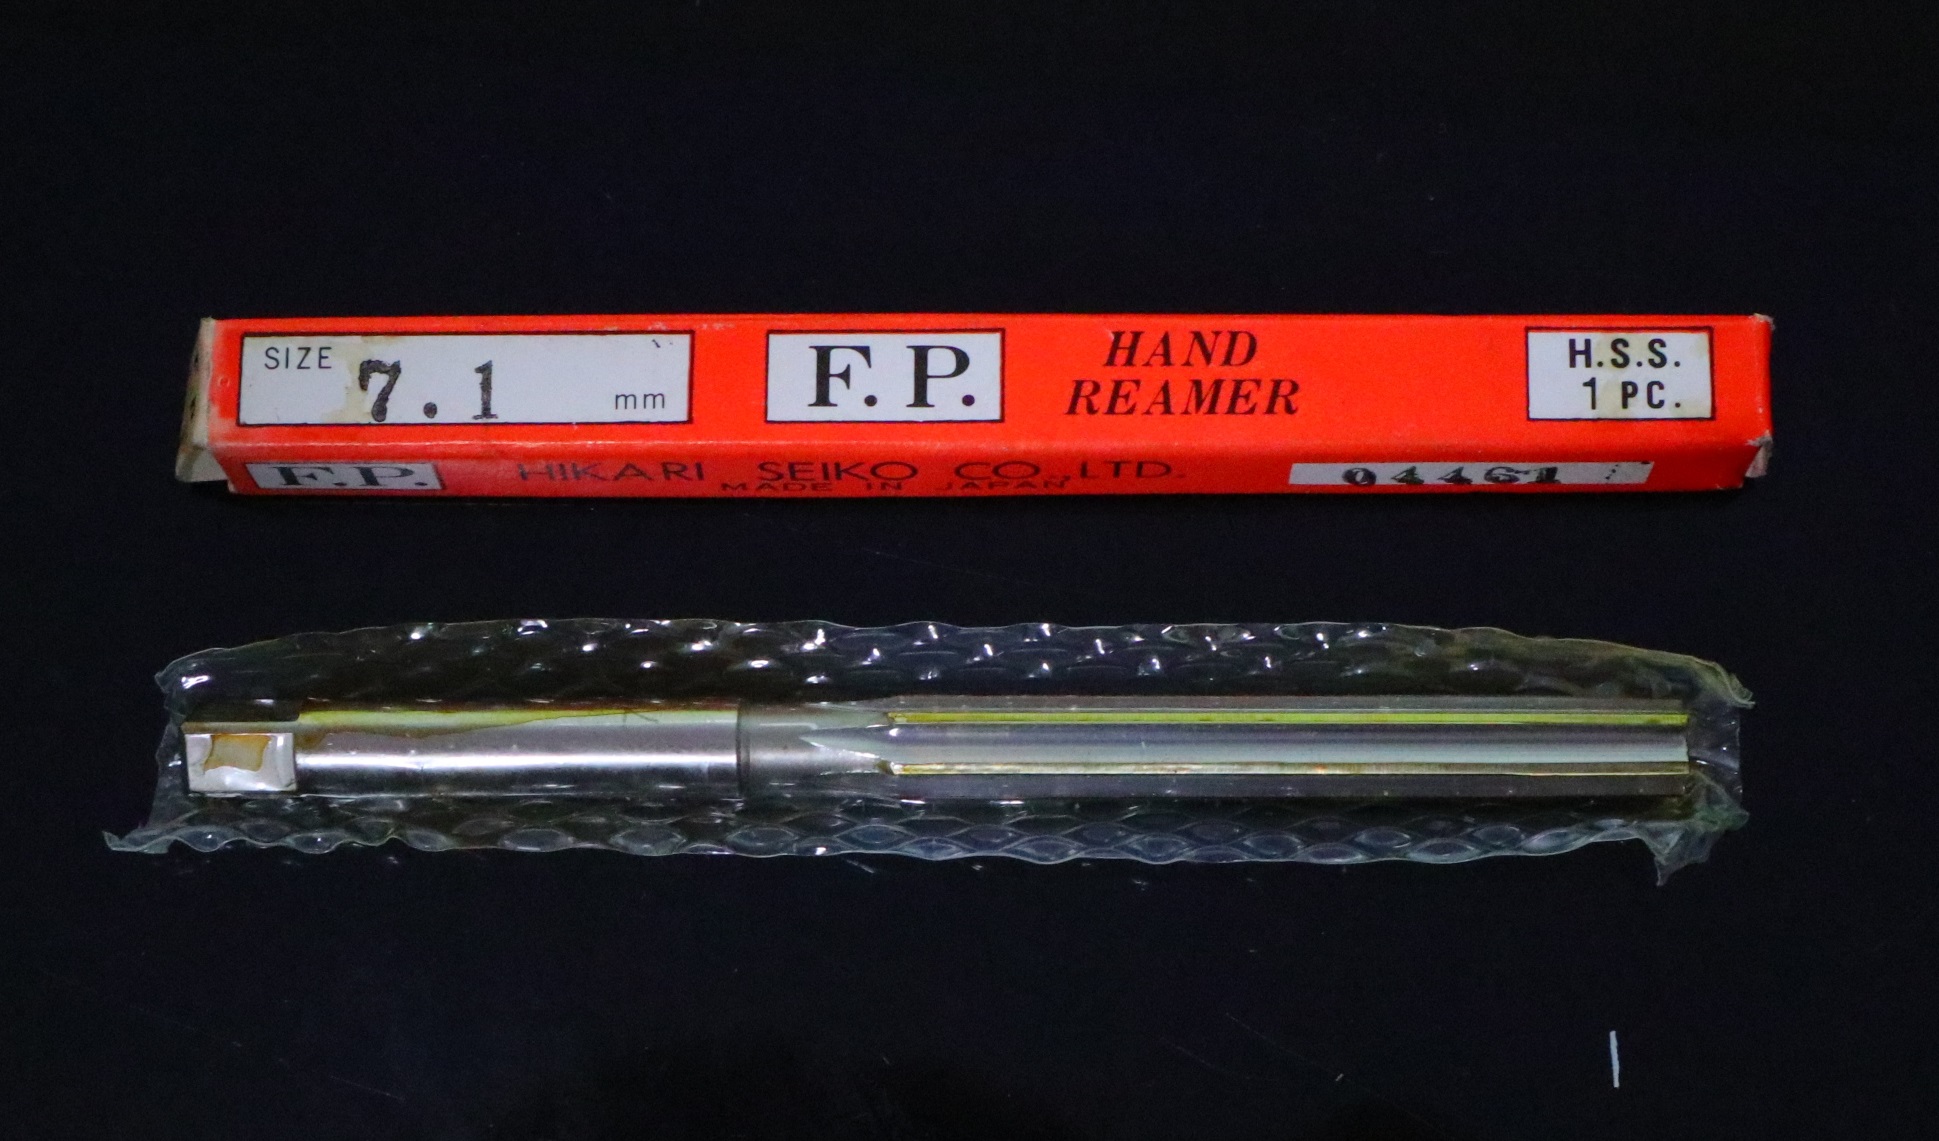 SIZE 7.1 mm
F.P.
HAND
REAMER
H.S.S.
1 PC.
F.P. HIKARI SEIKO CO.,LTD.
MADE IN JAPAN
04461